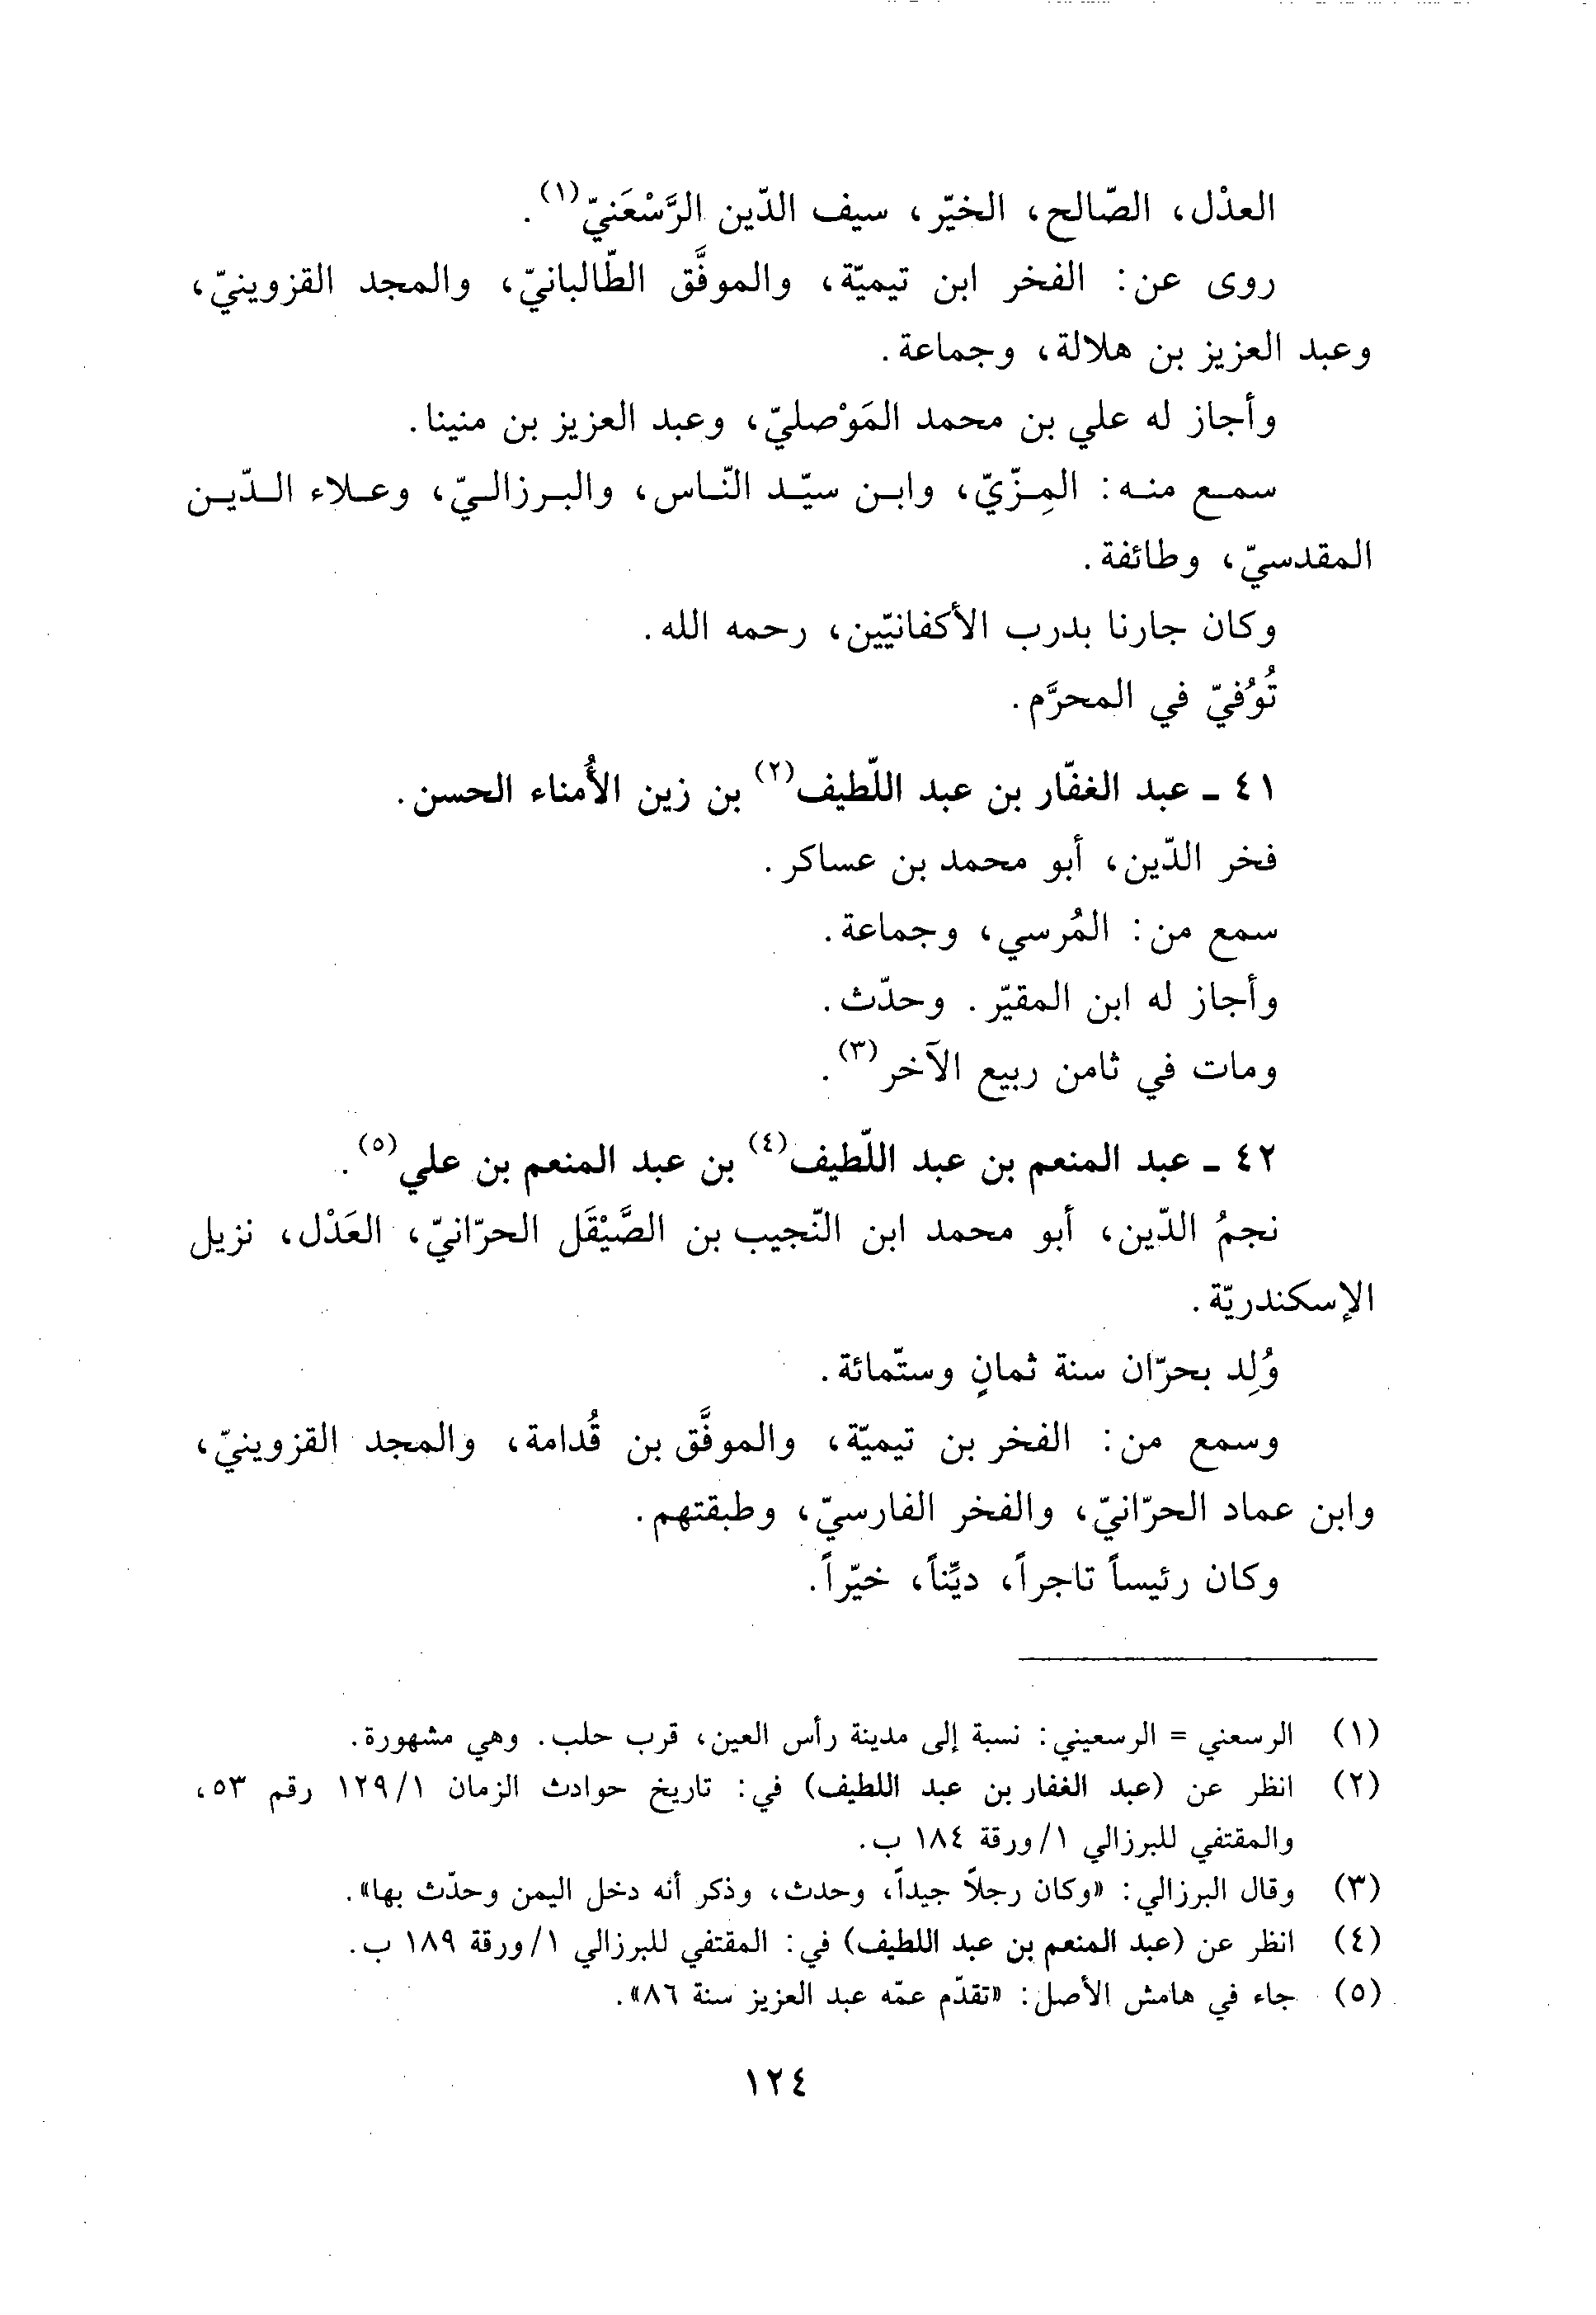 العدْل، الصّالح، الخيّر، سيف الدّين الرَّسْعَنيّ(١).
روى عن: الفخر ابن تيميّة، والموفَّق الطّالبانيّ، والمجد القزوينيّ،
وعبد العزيز بن هلالة، وجماعة.
وأجاز له علي بن محمد المَوْصليّ، وعبد العزيز بن منينا.
سمع منه: المِزّيّ، وابن سيّد النّاس، والبرزاليّ، وعلاء الدّين
المقدسيّ، وطائفة.
وكان جارنا بدرب الأكفانيّين، رحمه الله.
تُوُفيّ في المحرَّم.
٤١ ـ عبد الغفّار بن عبد اللّطيف(٢) بن زين الأُمناء الحسن.
فخر الدّين، أبو محمد بن عساكر.
سمع من: المُرسي، وجماعة.
وأجاز له ابن المقيّر. وحدّث.
ومات في ثامن ربيع الآخر(٣).
٤٢ ـ عبد المنعم بن عبد اللّطيف(٤) بن عبد المنعم بن علي(٥).
نجمُ الدّين، أبو محمد ابن النّجيب بن الصَّيْقَل الحرّانيّ، العَدْل، نزيل
الإسكندريّة.
وُلِد بحرّان سنة ثمانٍ وستّمائة.
وسمع من: الفخر بن تيميّة، والموفَّق بن قُدامة، والمجد القزوينيّ،
وابن عماد الحرّانيّ، والفخر الفارسيّ، وطبقتهم.
وكان رئيساً تاجراً، ديِّناً، خيّراً.
(١) الرسعني = الرسعيني: نسبة إلى مدينة رأس العين، قرب حلب. وهي مشهورة.
(٢) انظر عن (عبد الغفار بن عبد اللطيف) في: تاريخ حوادث الزمان ١/١٢٩ رقم ٥٣،
والمقتفي للبرزالي ١/ورقة ١٨٤ ب.
(٣) وقال البرزالي: «وكان رجلاً جيداً، وحدث، وذكر أنه دخل اليمن وحدّث بها».
(٤) انظر عن (عبد المنعم بن عبد اللطيف) في: المقتفي للبرزالي ١/ورقة ١٨٩ ب.
(٥) جاء في هامش الأصل: «تقدّم عمّه عبد العزيز سنة ٨٦».
١٢٤